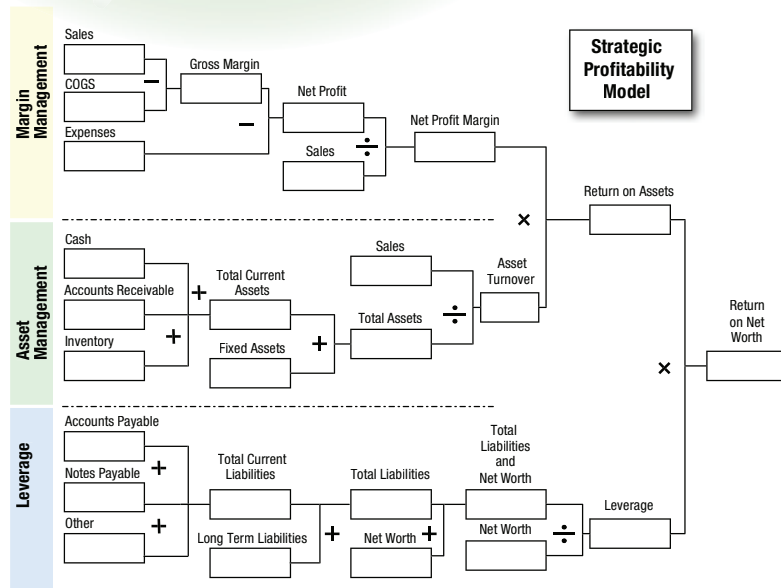 Strategic
Profitability
Model
Margin
Management
Sales
COGS
Expenses
−
Gross Margin
−
Net Profit
Sales
÷
Net Profit Margin
×
Return on Assets
Asset
Management
Cash
Accounts Receivable
Inventory
+
+
Total Current
Assets
Fixed Assets
+
Sales
Total Assets
÷
Asset
Turnover
×
Return
on Net
Worth
Leverage
Accounts Payable
Notes Payable
Other
+
+
Total Current
Liabilities
Long Term Liabilities
+
Total Liabilities
Net Worth
+
Total
Liabilities
and
Net Worth
Net Worth
÷
Leverage